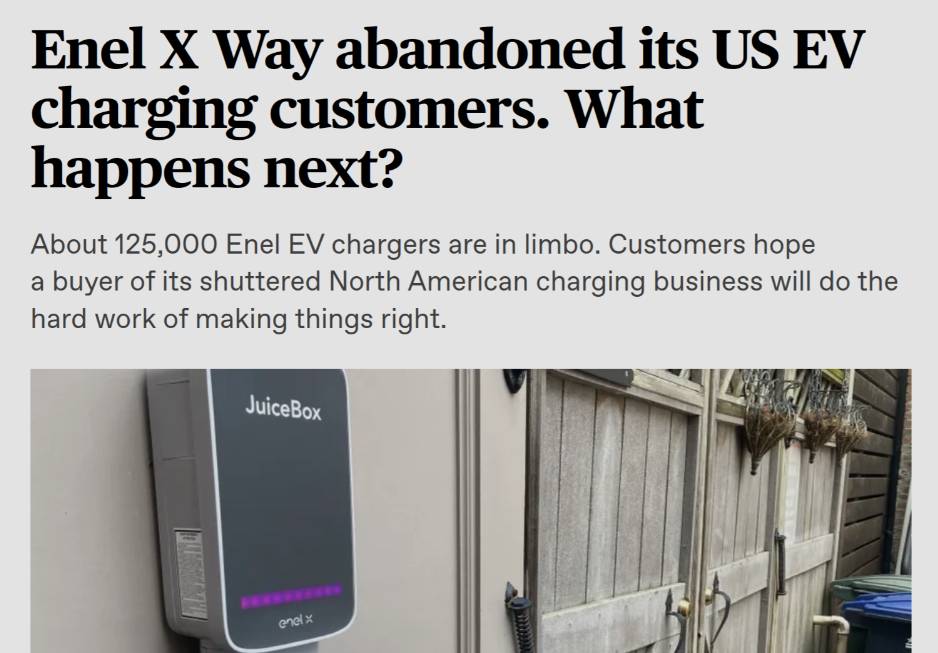 Enel X Way abandoned its US EV
charging customers. What
happens next?
About 125,000 Enel EV chargers are in limbo. Customers hope
a buyer of its shuttered North American charging business will do the
hard work of making things right.
JuiceBox
enel x